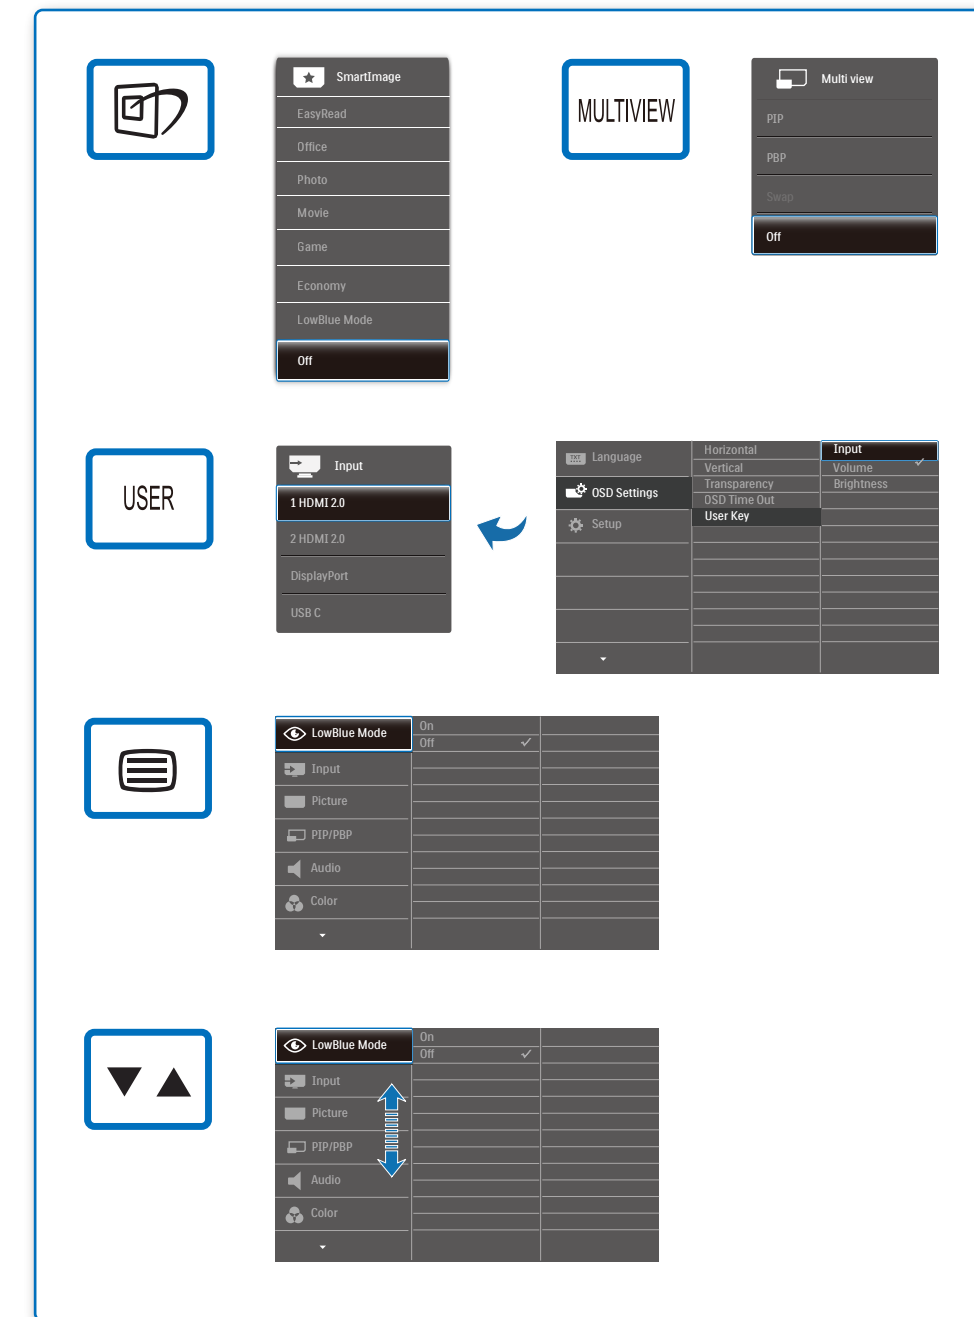 SmartImage
EasyRead
Office
Photo
Movie
Game
Economy
LowBlue Mode
Off
MULTIVIEW
Multi view
PIP
PBP
Swap
Off
USER
Input
1 HDMI 2.0
2 HDMI 2.0
DisplayPort
USB C
TXT
Language
OSD Settings
Setup
Horizontal
Vertical
Transparency
OSD Time Out
User Key
Input
Volume
Brightness
LowBlue Mode
Input
Picture
PIP/PBP
Audio
Color
On
Off
LowBlue Mode
Input
Picture
PIP/PBP
Audio
Color
On
Off